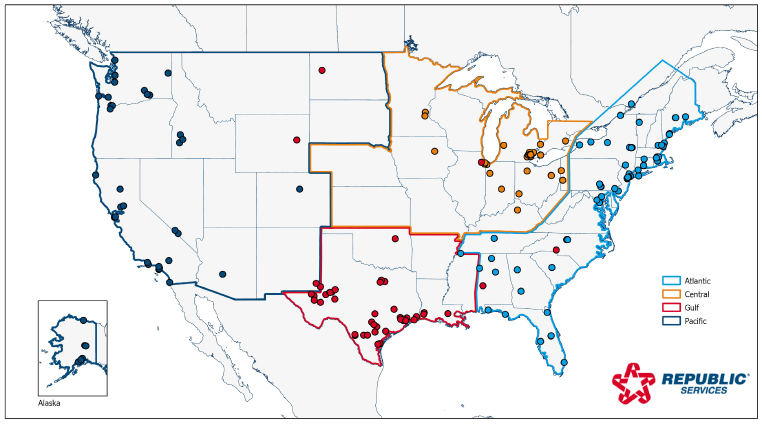 Atlantic
Central
Gulf
Pacific
Alaska
REPUBLIC®
SERVICES